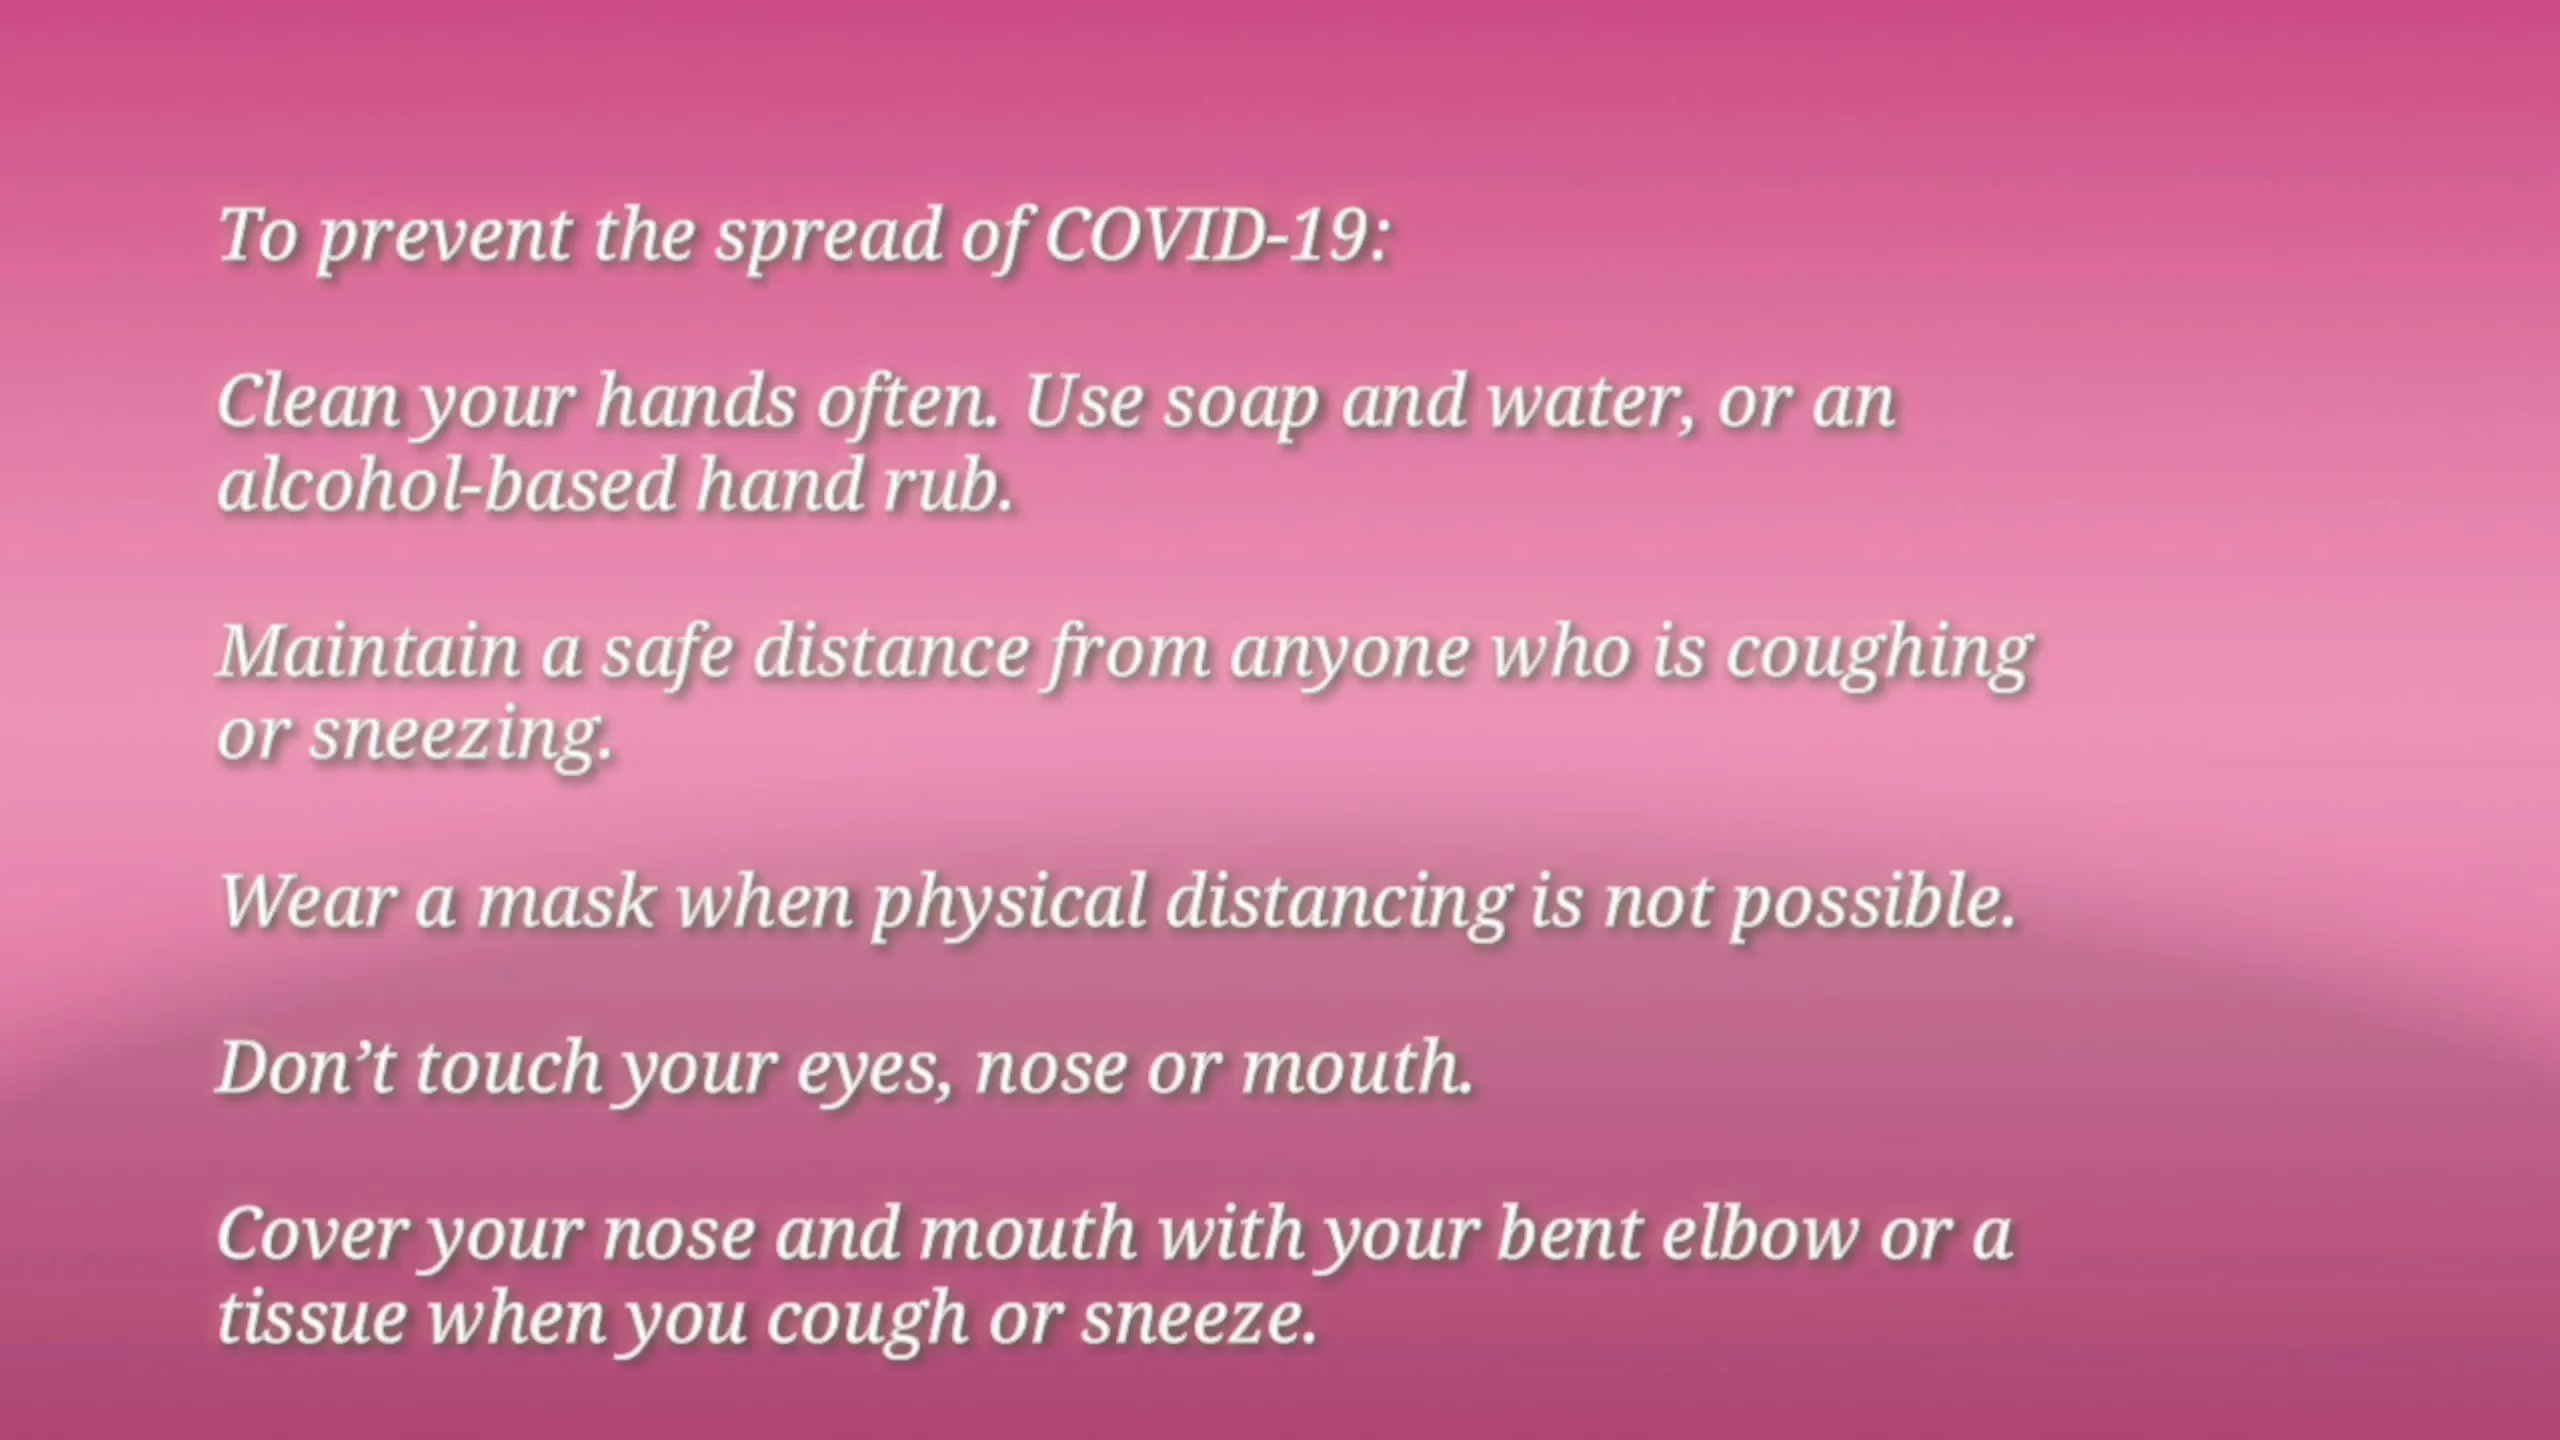 To prevent the spread of COVID-19:
Clean your hands often. Use soap and water, or an
alcohol-based hand rub.
Maintain a safe distance from anyone who is coughing
or sneezing.
Wear a mask when physical distancing is not possible.
Don’t touch your eyes, nose or mouth.
Cover your nose and mouth with your bent elbow or a
tissue when you cough or sneeze.